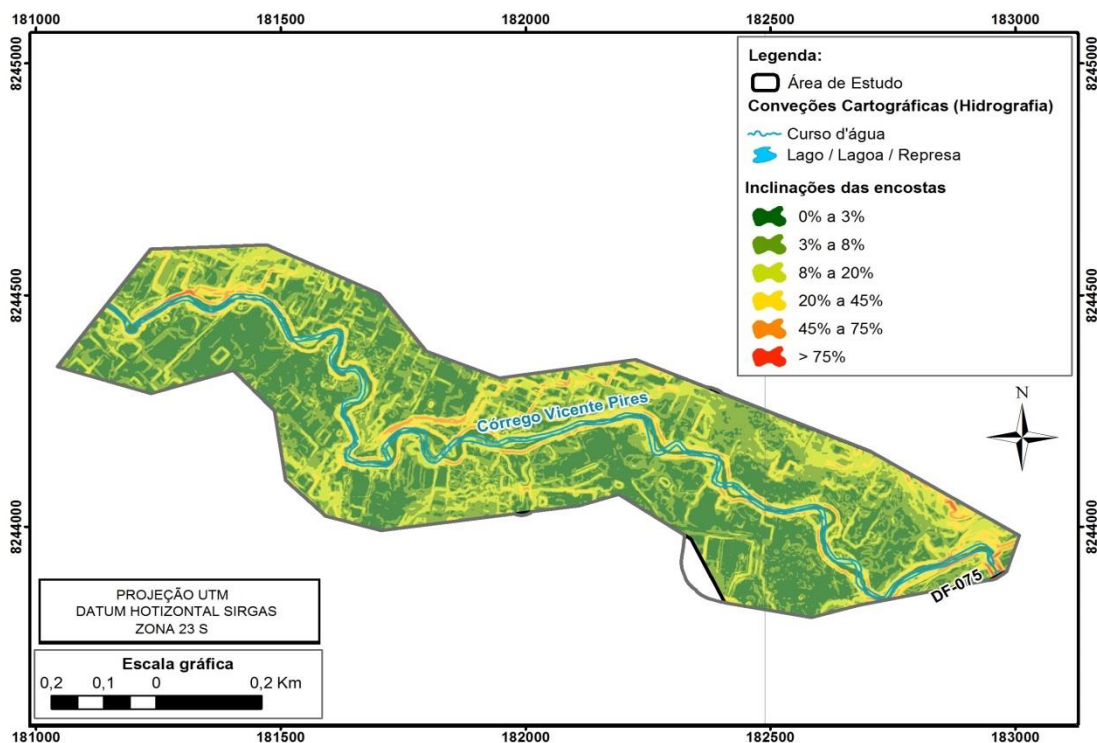 181000 181500 182000 182500 183000
8245000
8245000
Legenda:
Área de Estudo
Conveções Cartográficas (Hidrografia)
Curso d'água
Lago / Lagoa / Represa
Inclinações das encostas
0% a 3%
3% a 8%
8% a 20%
20% a 45%
45% a 75%
> 75%
8244500
8244500
N
Córrego Vicente Pires
8244000
8244000
DF-075
PROJEÇÃO UTM
DATUM HOTIZONTAL SIRGAS
ZONA 23 S
Escala gráfica
0,2 0,1 0 0,2 Km
181000 181500 182000 182500 183000